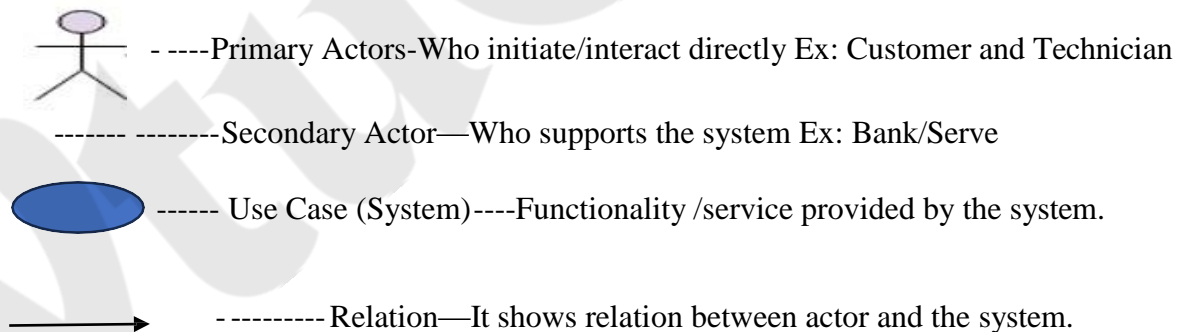 - ----Primary Actors-Who initiate/interact directly Ex: Customer and Technician
------- --------Secondary Actor—Who supports the system Ex: Bank/Serve
------ Use Case (System)----Functionality /service provided by the system.
- ---------Relation—It shows relation between actor and the system.